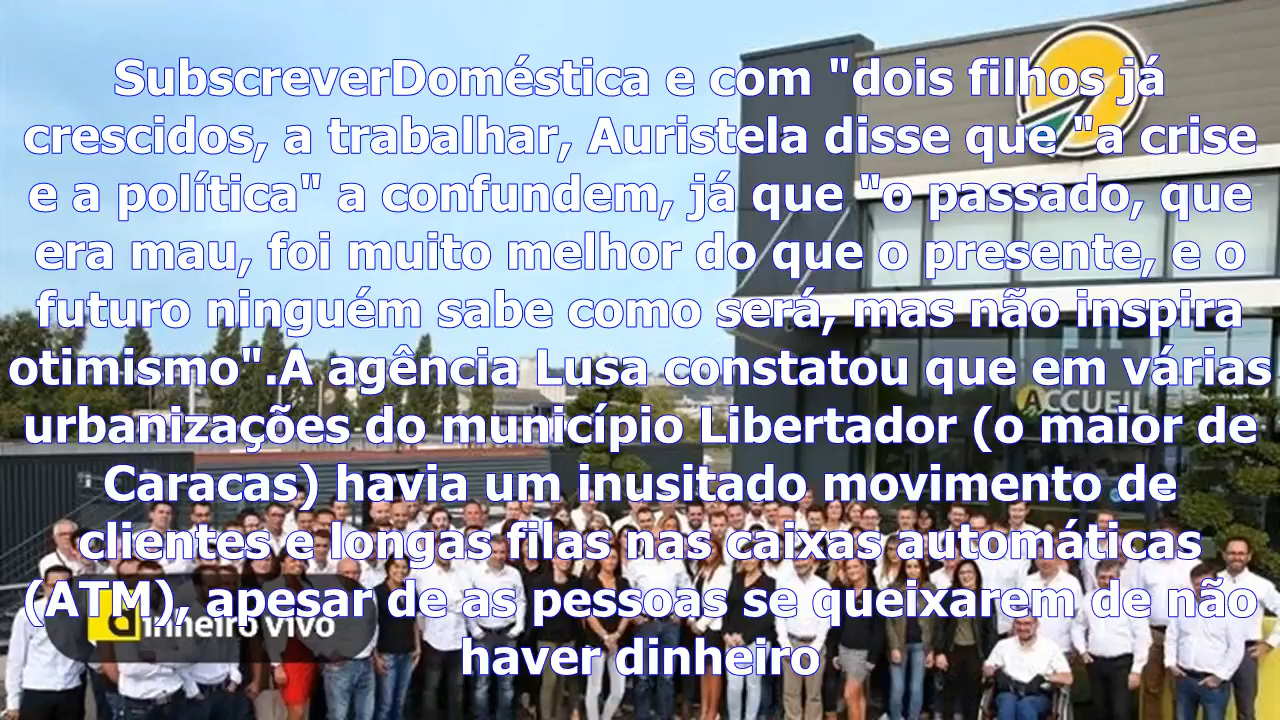 SubscreverDoméstica e com "dois filhos já
crescidos, a trabalhar, Auristela disse que "a crise
e a política" a confundem, já que "o passado, que
era mau, foi muito melhor do que o presente, e o
futuro ninguém sabe como será, mas não inspira
otimismo".A agência Lusa constatou que em várias
ACCUEIL
urbanizações do município Libertador (o maior de
Caracas) havia um inusitado movimento de
clientes e longas filas nas caixas automáticas
(ATM), apesar de as pessoas se queixarem de não
dinheiro vivo
haver dinheiro